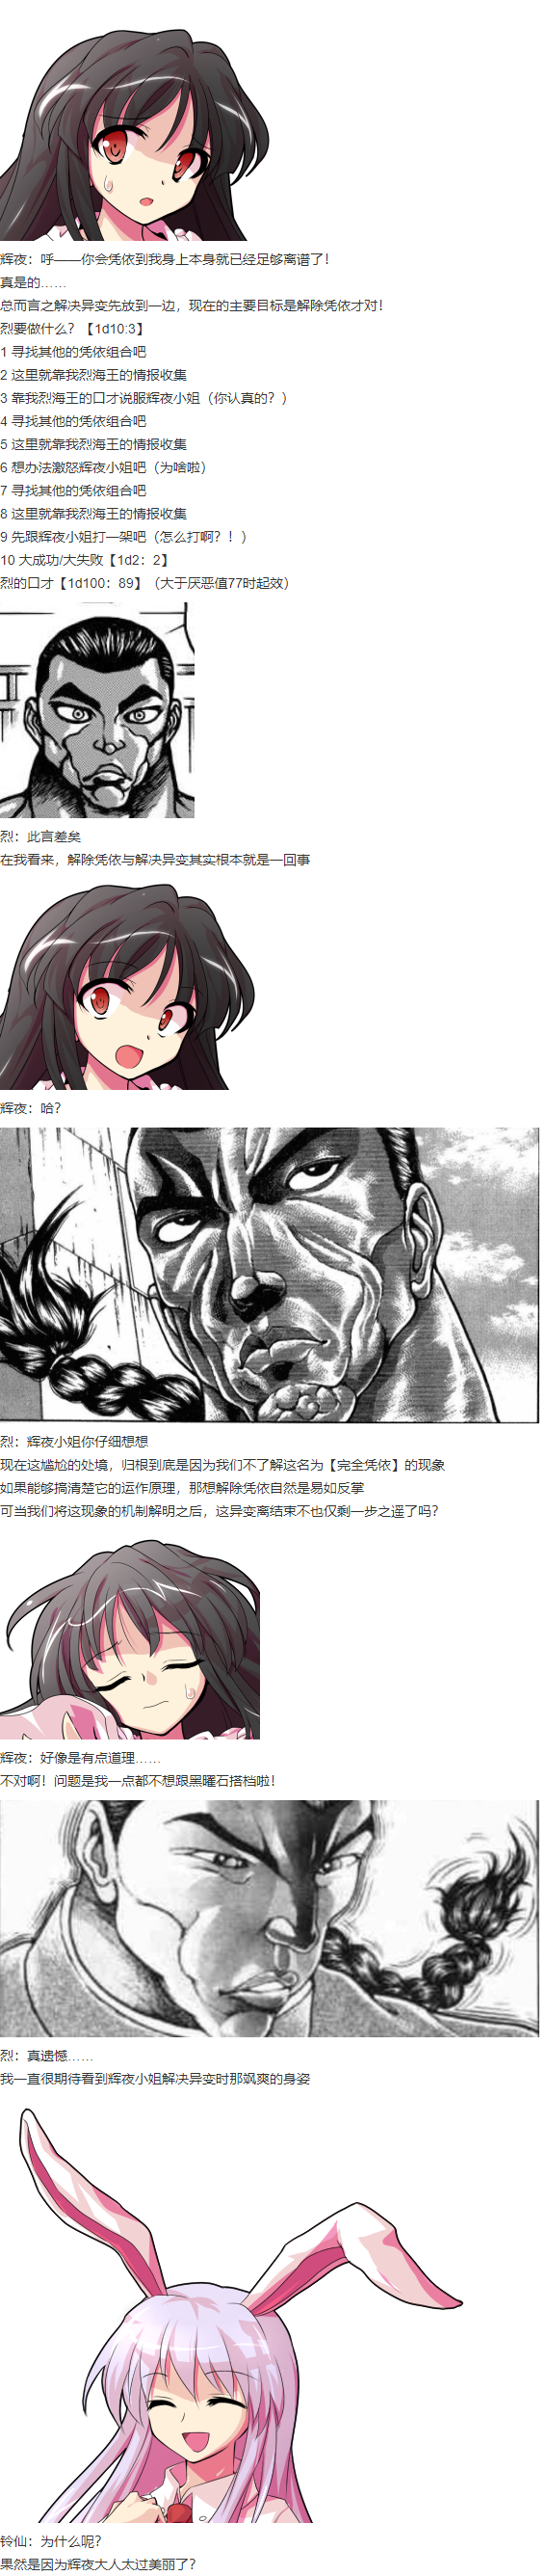 辉夜：呼——你会凭依到我身上本身就已经足够离谱了！
真是的……
总而言之解决异变先放到一边，现在的主要目标是解除凭依才对！
烈要做什么？【1d10:3】
1 寻找其他的凭依组合吧
2 这里就靠我烈海王的情报收集
3 靠我烈海王的口才说服辉夜小姐（你认真的？）
4 寻找其他的凭依组合吧
5 这里就靠我烈海王的情报收集
6 想办法激怒辉夜小姐吧（为啥啦）
7 寻找其他的凭依组合吧
8 这里就靠我烈海王的情报收集
9 先跟辉夜小姐打一架吧（怎么打啊？！）
10 大成功/大失败【1d2：2】
烈的口才【1d100：89】（大于厌恶值77时起效）
烈：此言差矣
在我看来，解除凭依与解决异变其实根本就是一回事
辉夜：哈？
烈：辉夜小姐你仔细想想
现在这尴尬的处境，归根到底是因为我们不了解这名为【完全凭依】的现象
如果能够搞清楚它的运作原理，那想解除凭依自然是易如反掌
可当我们将这现象的机制解明之后，这异变离结束不也仅剩一步之遥了吗？
辉夜：好像是有点道理……
不对啊！问题是我一点都不想跟黑曜石搭档啦！
烈：真遗憾……
我一直很期待看到辉夜小姐解决异变时那飒爽的身姿
铃仙：为什么呢？
果然是因为辉夜大人太过美丽了？